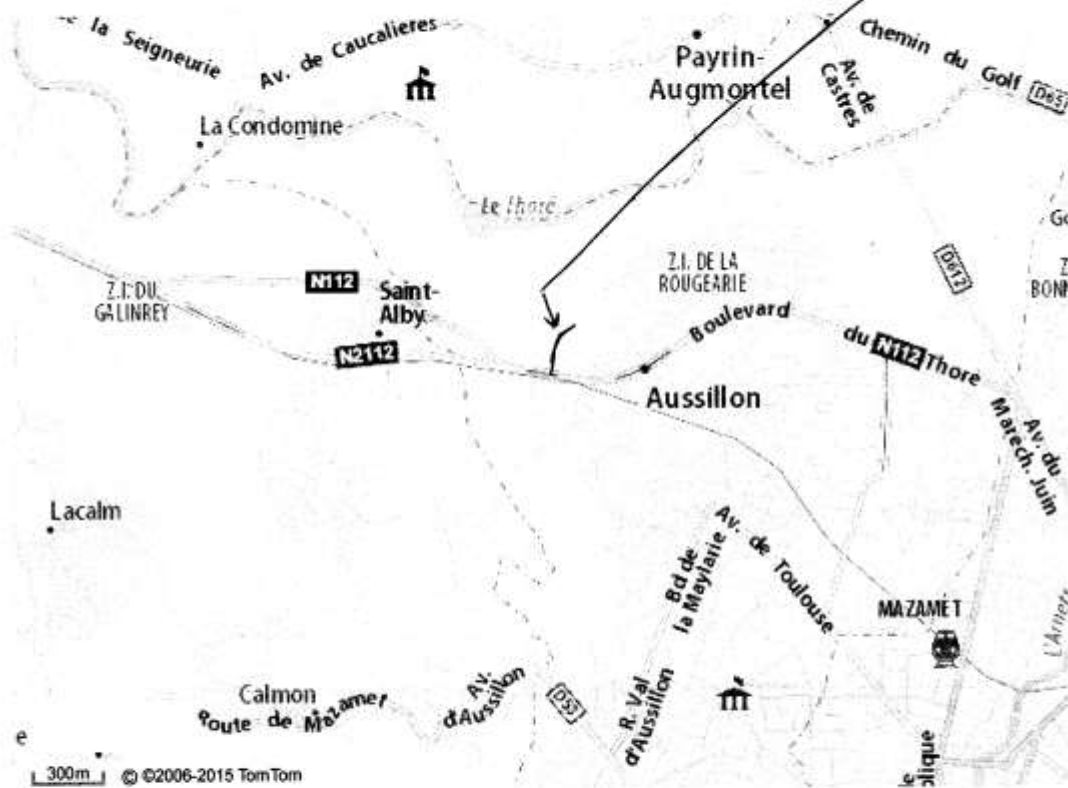 la Seigneurie
Av. de Caucalieres
Payrin-
Augmontel
Chemin du Golf
D65
Av. de
Castres
La Condomine
Le Thoré
Z.I. DE LA
ROUGEARIE
D612
N112
Z.I. DU
GALINREY
Saint-
Alby
N2112
Boulevard
du
N112
Thore
Aussillon
Av. du
Marech. Juin
Lacalm
Bd de
la Maylarie
Av. de Toulouse
MAZAMET
Calmon
Route de Mazamet
Av.
d'Aussillon
D53
R. Val
d'Aussillon
300m
© ©2006-2015 TomTom